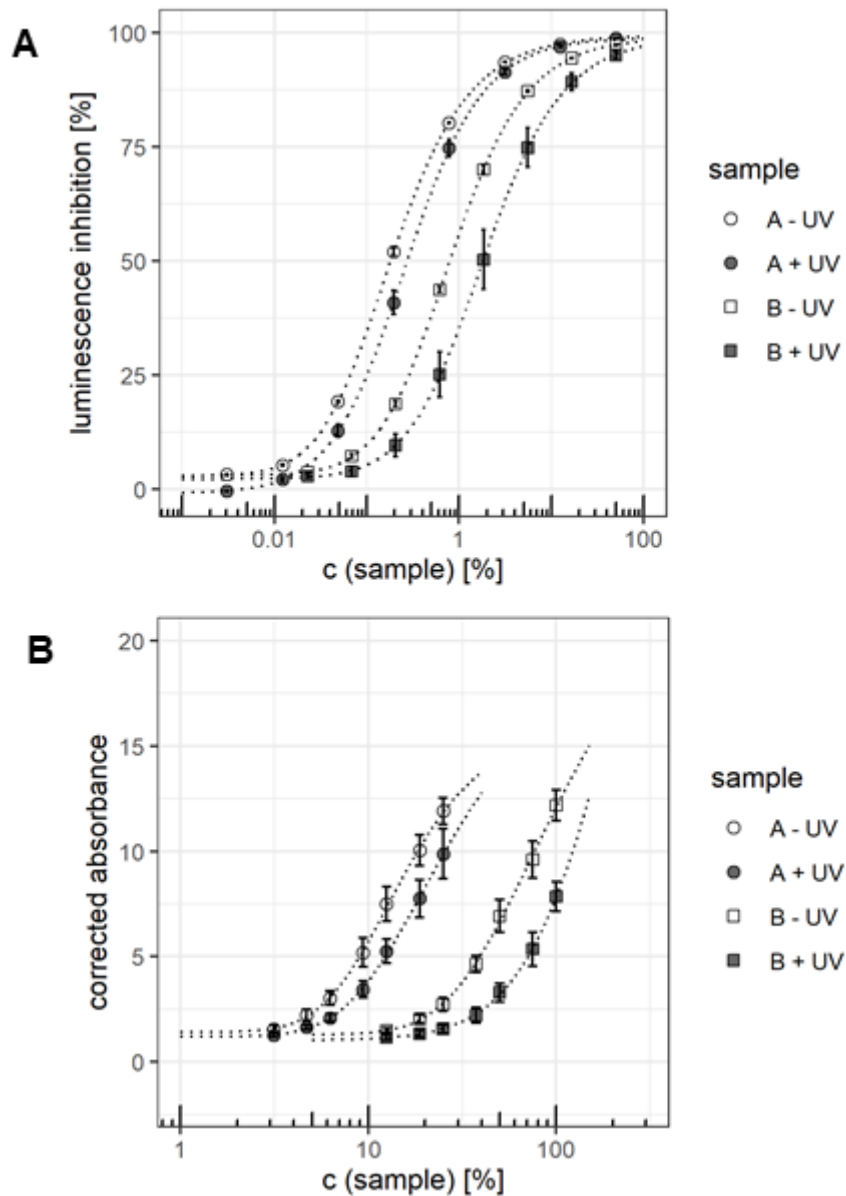 A
luminescence inhibition [%]
100
75
50
25
0
0.01
1
100
c (sample) [%]
sample
A - UV
A + UV
B - UV
B + UV
B
corrected absorbance
20
15
10
5
0
1
10
100
c (sample) [%]
sample
A - UV
A + UV
B - UV
B + UV